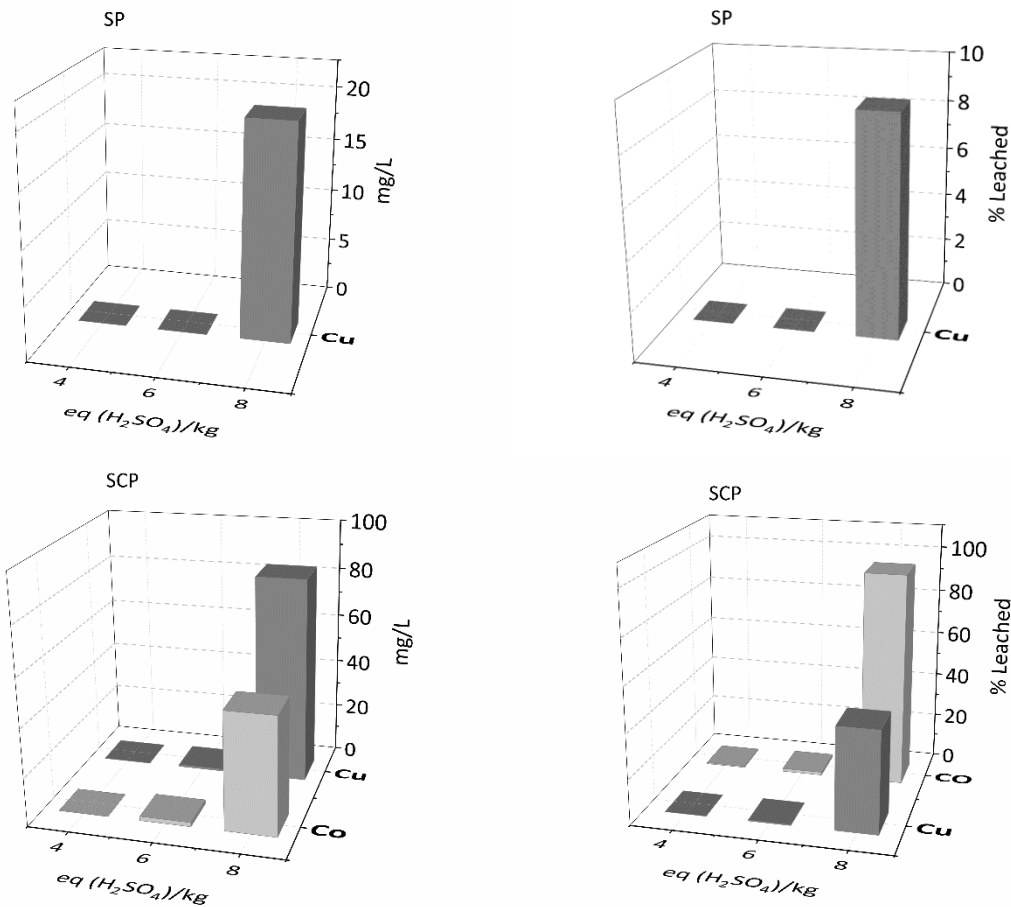 SP
20
15
10
5
0
mg/L
Cu
4
6
8
eq (H₂SO₄)/kg
SP
10
8
6
4
2
0
% Leached
Cu
4
6
8
eq (H₂SO₄)/kg
SCP
100
80
60
40
20
0
mg/L
Cu
Co
4
6
8
eq (H₂SO₄)/kg
SCP
100
80
60
40
20
0
% Leached
CO
Cu
4
6
8
eq (H₂SO₄)/kg